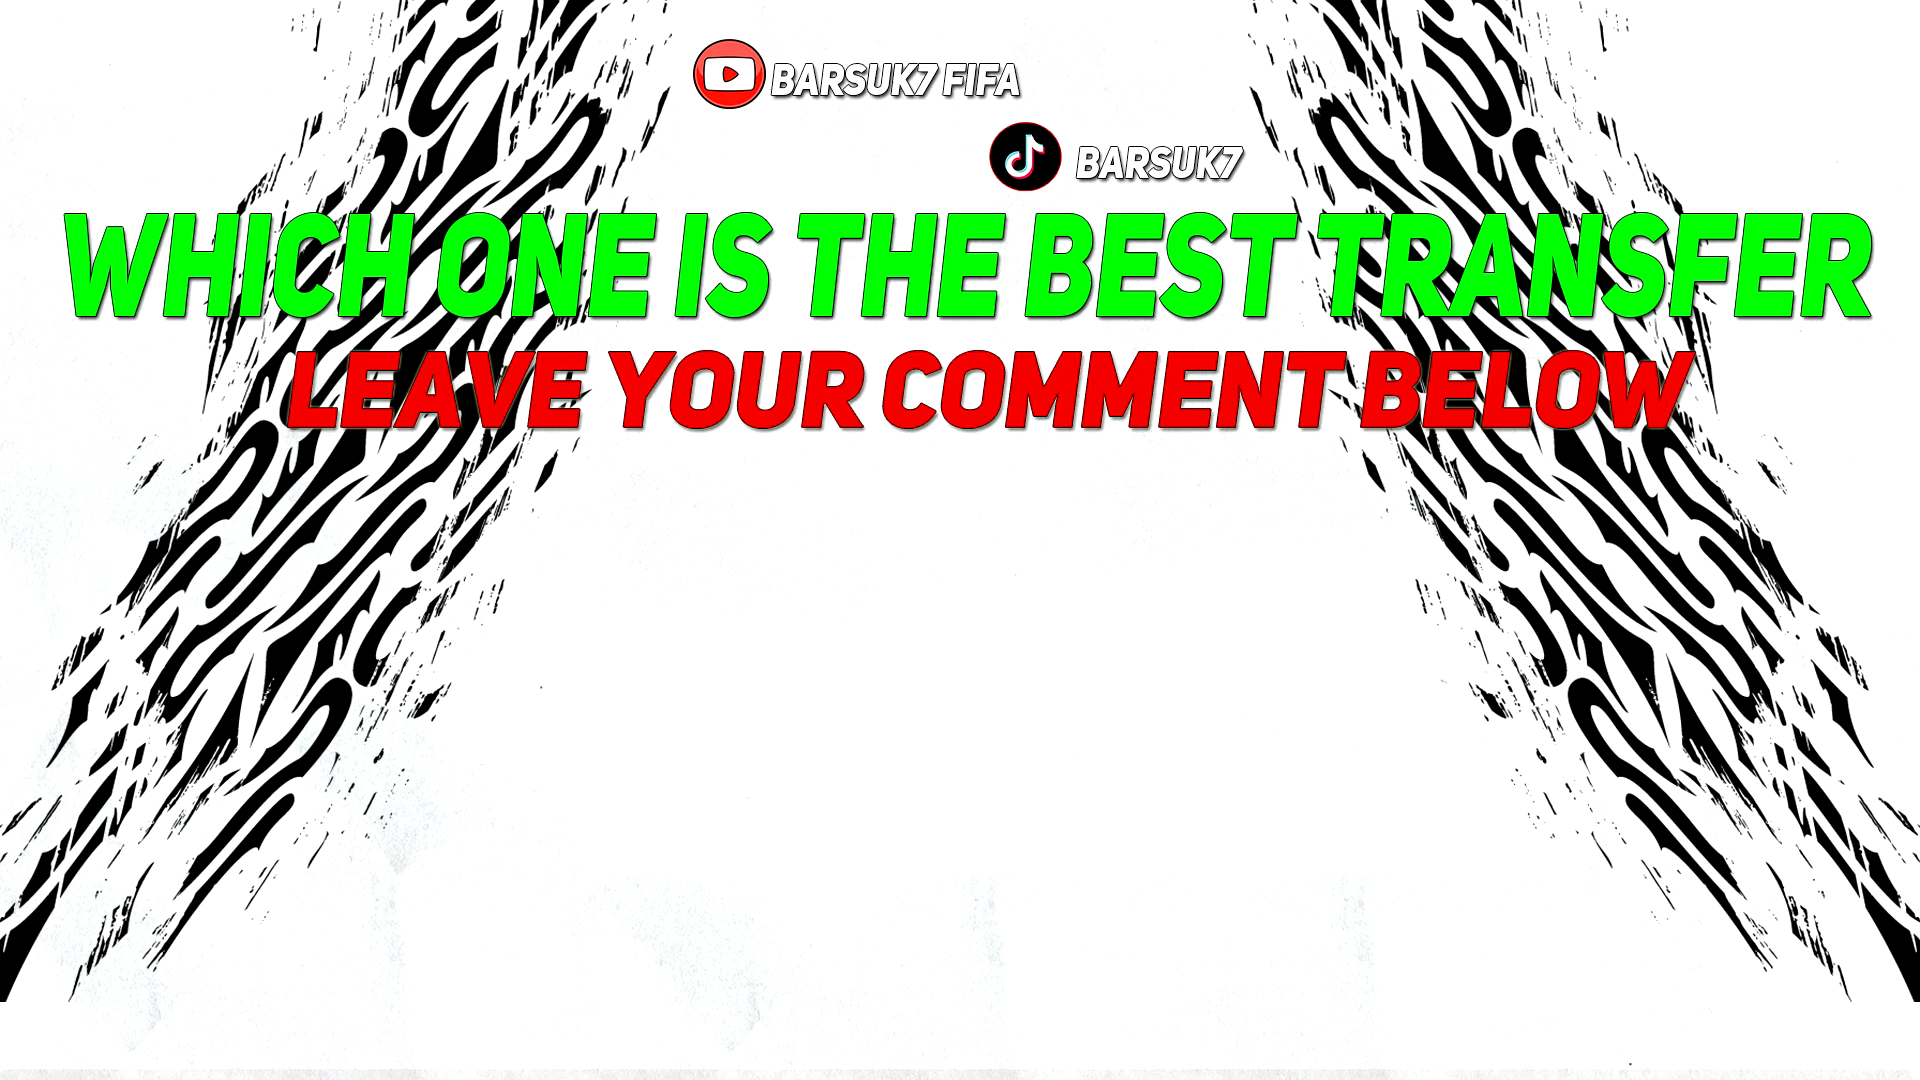 BARSUK7 FIFA
BARSUK7
WHICH ONE IS THE BEST TRANSFER
LEAVE YOUR COMMENT BELOW